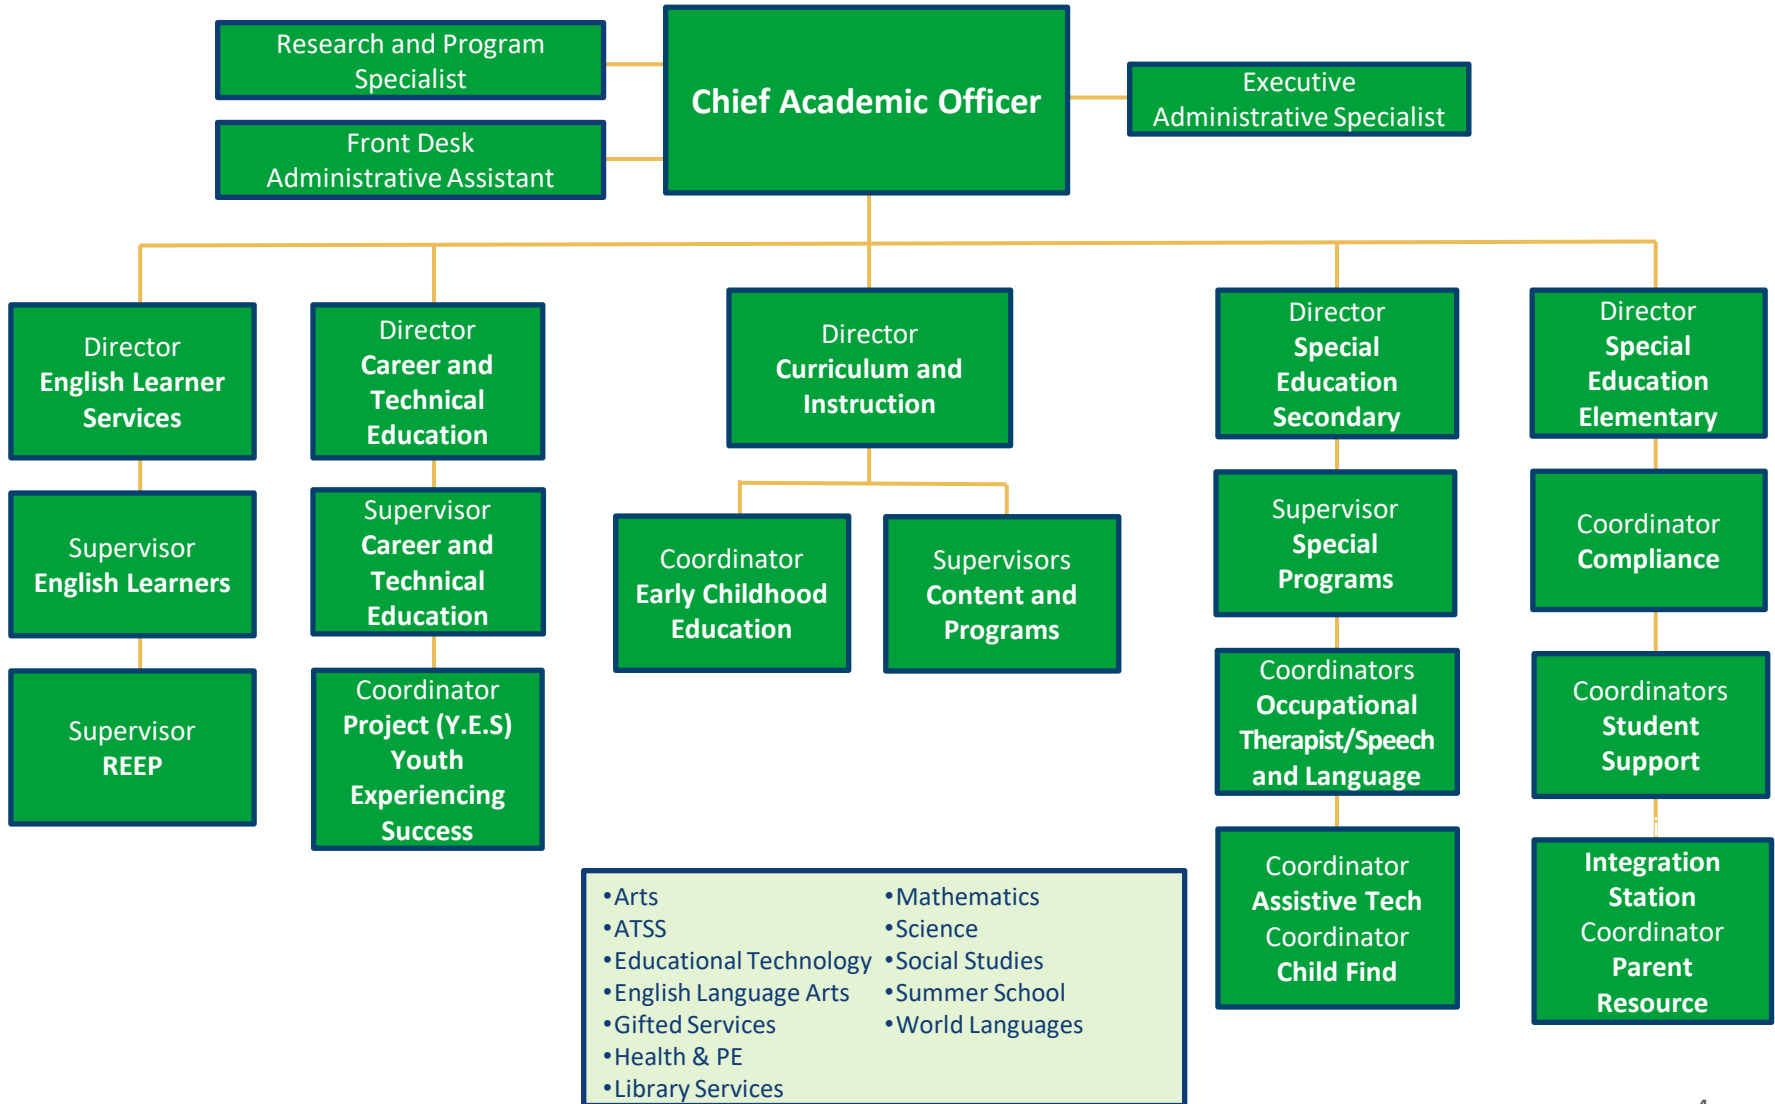 Research and Program
Specialist
Chief Academic Officer
Executive
Administrative Specialist
Front Desk
Administrative Assistant
Director
English Learner
Services
Director
Career and
Technical
Education
Director
Curriculum and
Instruction
Director
Special
Education
Secondary
Director
Special
Education
Elementary
Supervisor
English Learners
Supervisor
Career and
Technical
Education
Coordinator
Early Childhood
Education
Supervisors
Content and
Programs
Supervisor
Special
Programs
Coordinator
Compliance
Supervisor
REEP
Coordinator
Project (Y.E.S)
Youth
Experiencing
Success
Coordinators
Occupational
Therapist/Speech
and Language
Coordinators
Student
Support
Coordinator
Assistive Tech
Coordinator
Child Find
Integration
Station
Coordinator
Parent
Resource
•Arts
•ATSS
•Educational Technology
•English Language Arts
•Gifted Services
•Health & PE
•Library Services
•Mathematics
•Science
•Social Studies
•Summer School
•World Languages